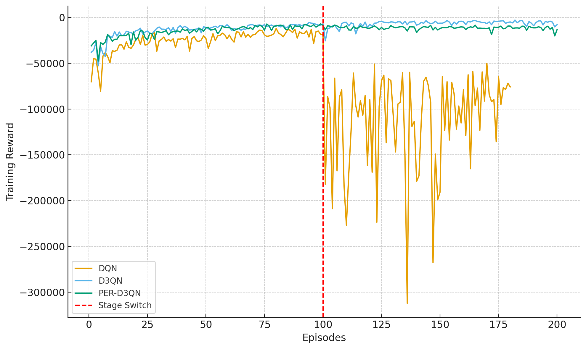 0
−50000
−100000
−150000
−200000
−250000
−300000
Training Reward
DQN
D3QN
PER-D3QN
Stage Switch
0 25 50 75 100 125 150 175 200
Episodes